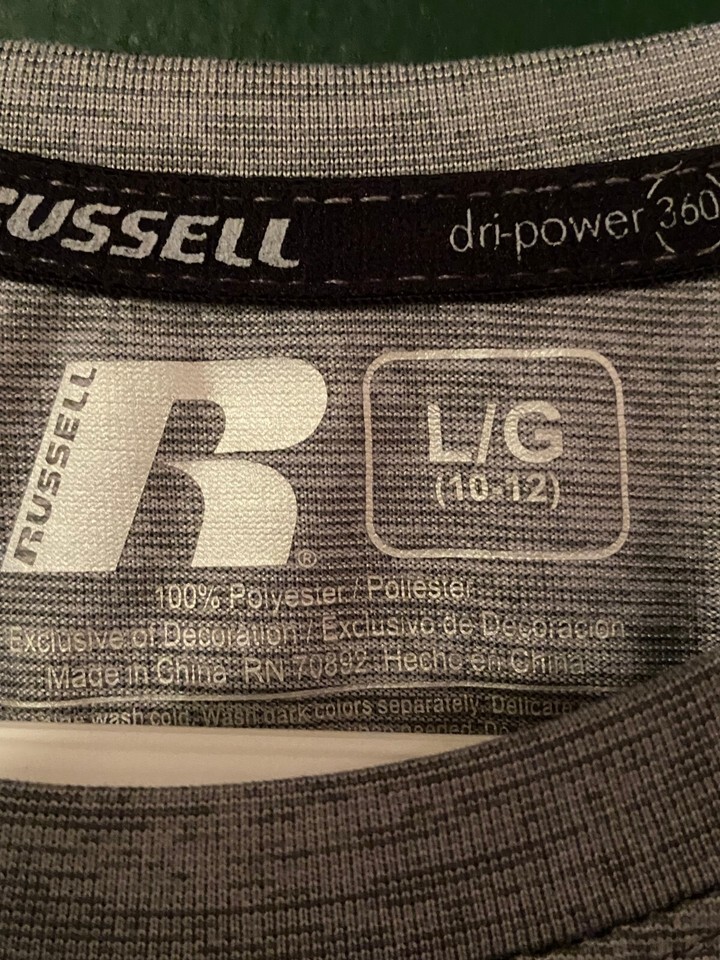 RUSSELL dri-power 360
RUSSELL
R®
L/G
(10-12)
100% Polyester / Poliester
Exclusive of Decoration / Exclusivo de Decoración
Made in China RN 70892 Hecho en China
wash cold. Wash dark colors separately. Delicate